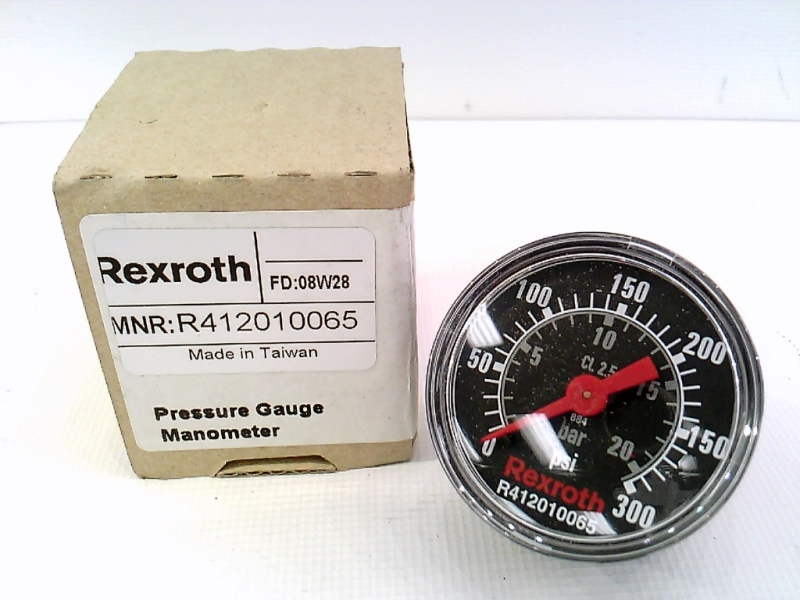 Rexroth
FD:08W28
MNR:R412010065
Made in Taiwan
Pressure Gauge
Manometer
0
50
100
150
200
150
300
5
10
15
20
CL 2.5
884
bar
psi
Rexroth
R412010065